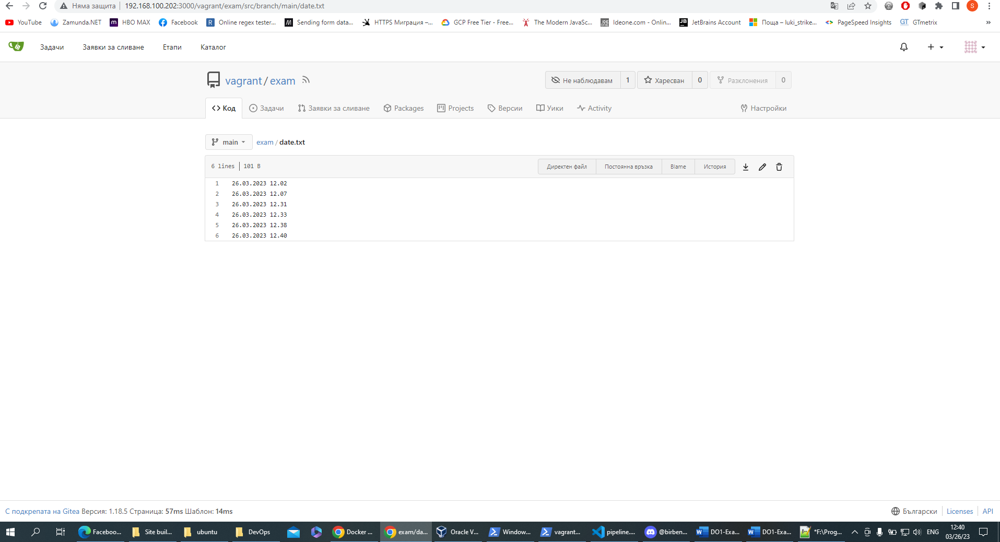 Няма защита | 192.168.100.202:3000/vagrant/exam/src/branch/main/date.txt
S
YouTube Zamunda.NET HBO MAX Facebook Online regex tester... Sending form data... HTTPS Миграция –... GCP Free Tier - Free... The Modern JavaSc... Ideone.com - Onlin... JetBrains Account Поща – luki_strike... PageSpeed Insights GTmetrix »
Задачи Заявки за сливане Етапи Каталог
vagrant / exam
Не наблюдавам 1 Харесван 0 Разклонения 0
Код Задачи Заявки за сливане Packages Projects Версии Уики Activity Настройки
main exam / date.txt
6 lines | 101 B Директен файл Постоянна връзка Blame История
1 26.03.2023 12.02
2 26.03.2023 12.07
3 26.03.2023 12.31
4 26.03.2023 12.33
5 26.03.2023 12.38
6 26.03.2023 12.40
С подкрепата на Gitea Версия: 1.18.5 Страница: 57ms Шаблон: 14ms
Български Licenses API
Faceboo... Site buil... ubuntu DevOps Docker ... exam/da... Oracle V... Window... vagrant... pipeline.... @birben... DO1-Exa... DO1-Exa... *F:\Prog... ENG
12:40
03/26/23